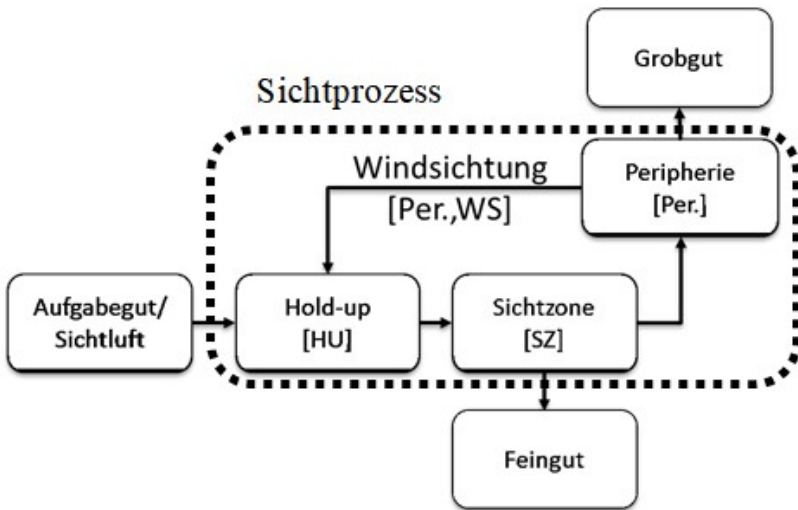 Grobgut
Sichtprozess
Windsichtung
[Per.,WS]
Peripherie
[Per.]
Aufgabegut/
Sichtluft
Hold-up
[HU]
Sichtzone
[SZ]
Feingut